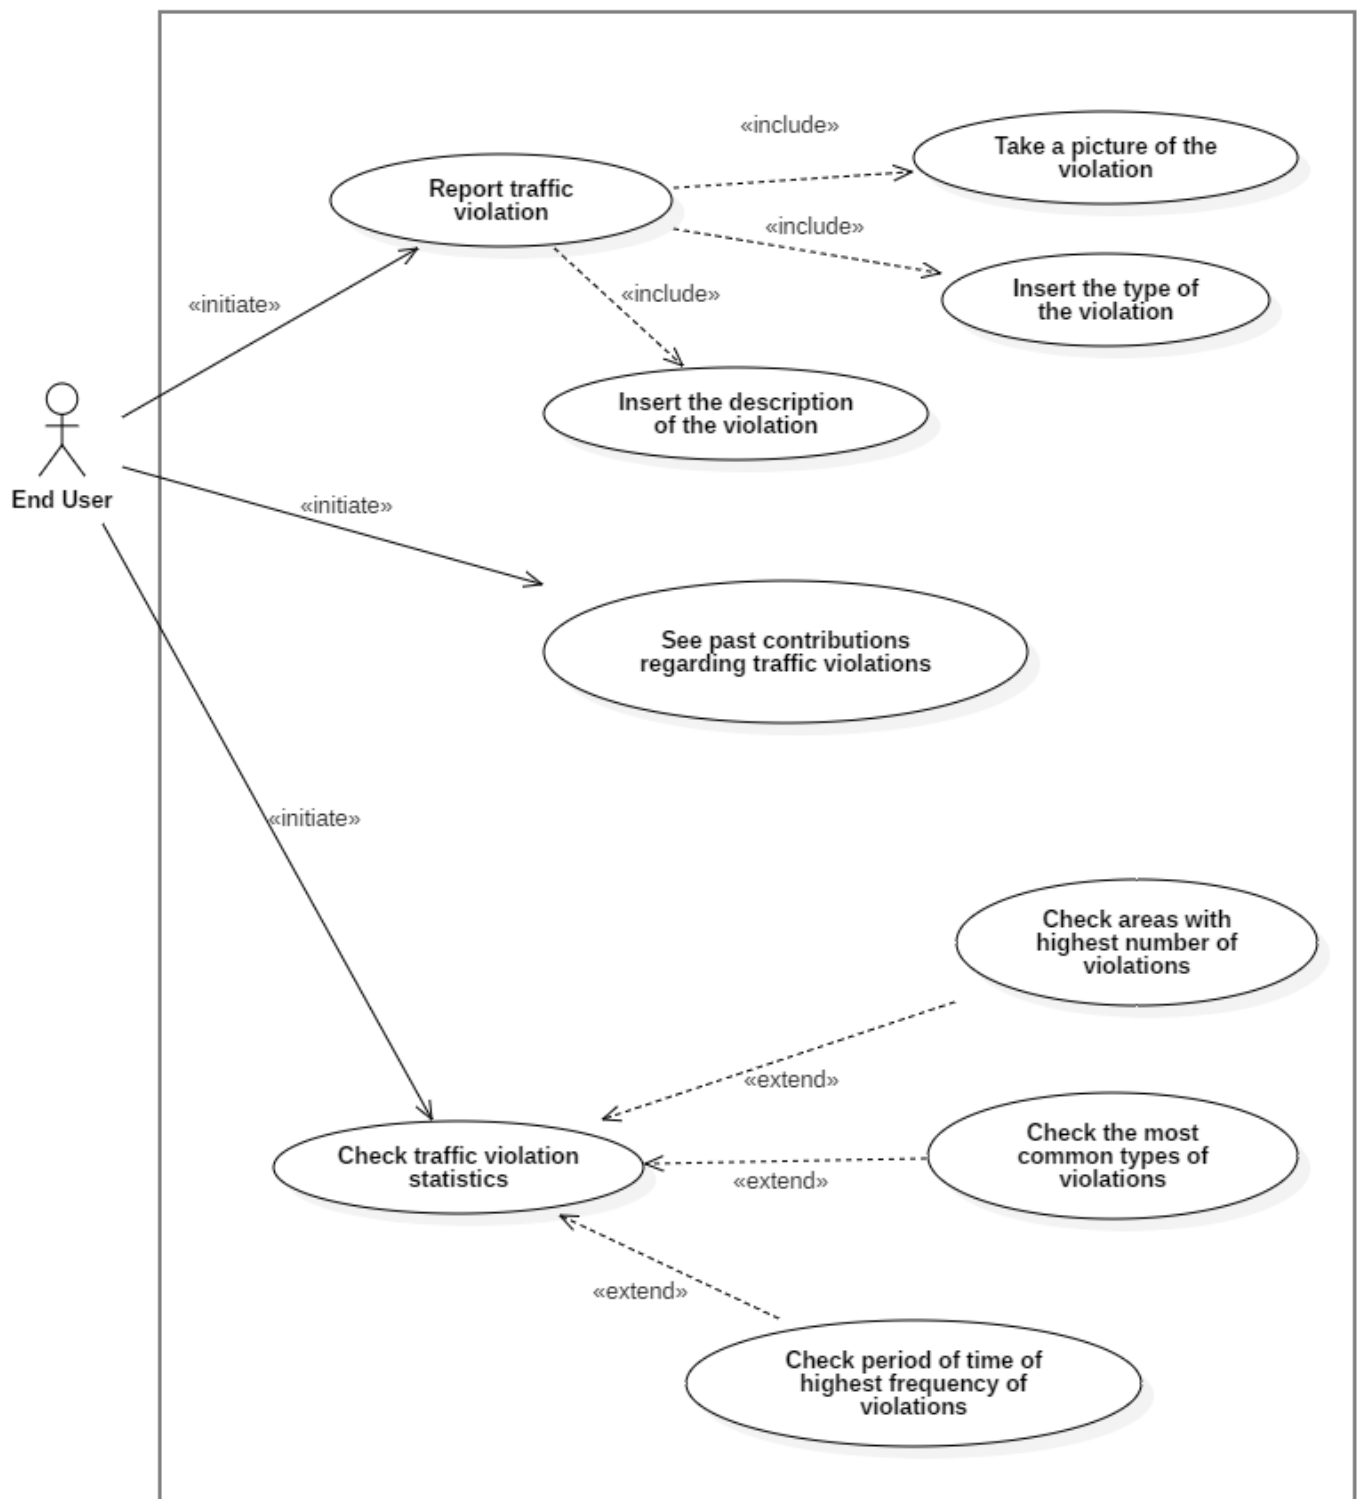 «include»
Take a picture of the
violation
Report traffic
violation
«include»
Insert the type of
the violation
«initiate»
«include»
Insert the description
of the violation
End User
«initiate»
See past contributions
regarding traffic violations
«initiate»
Check areas with
highest number of
violations
«extend»
Check the most
common types of
violations
Check traffic violation
statistics
«extend»
«extend»
Check period of time of
highest frequency of
violations